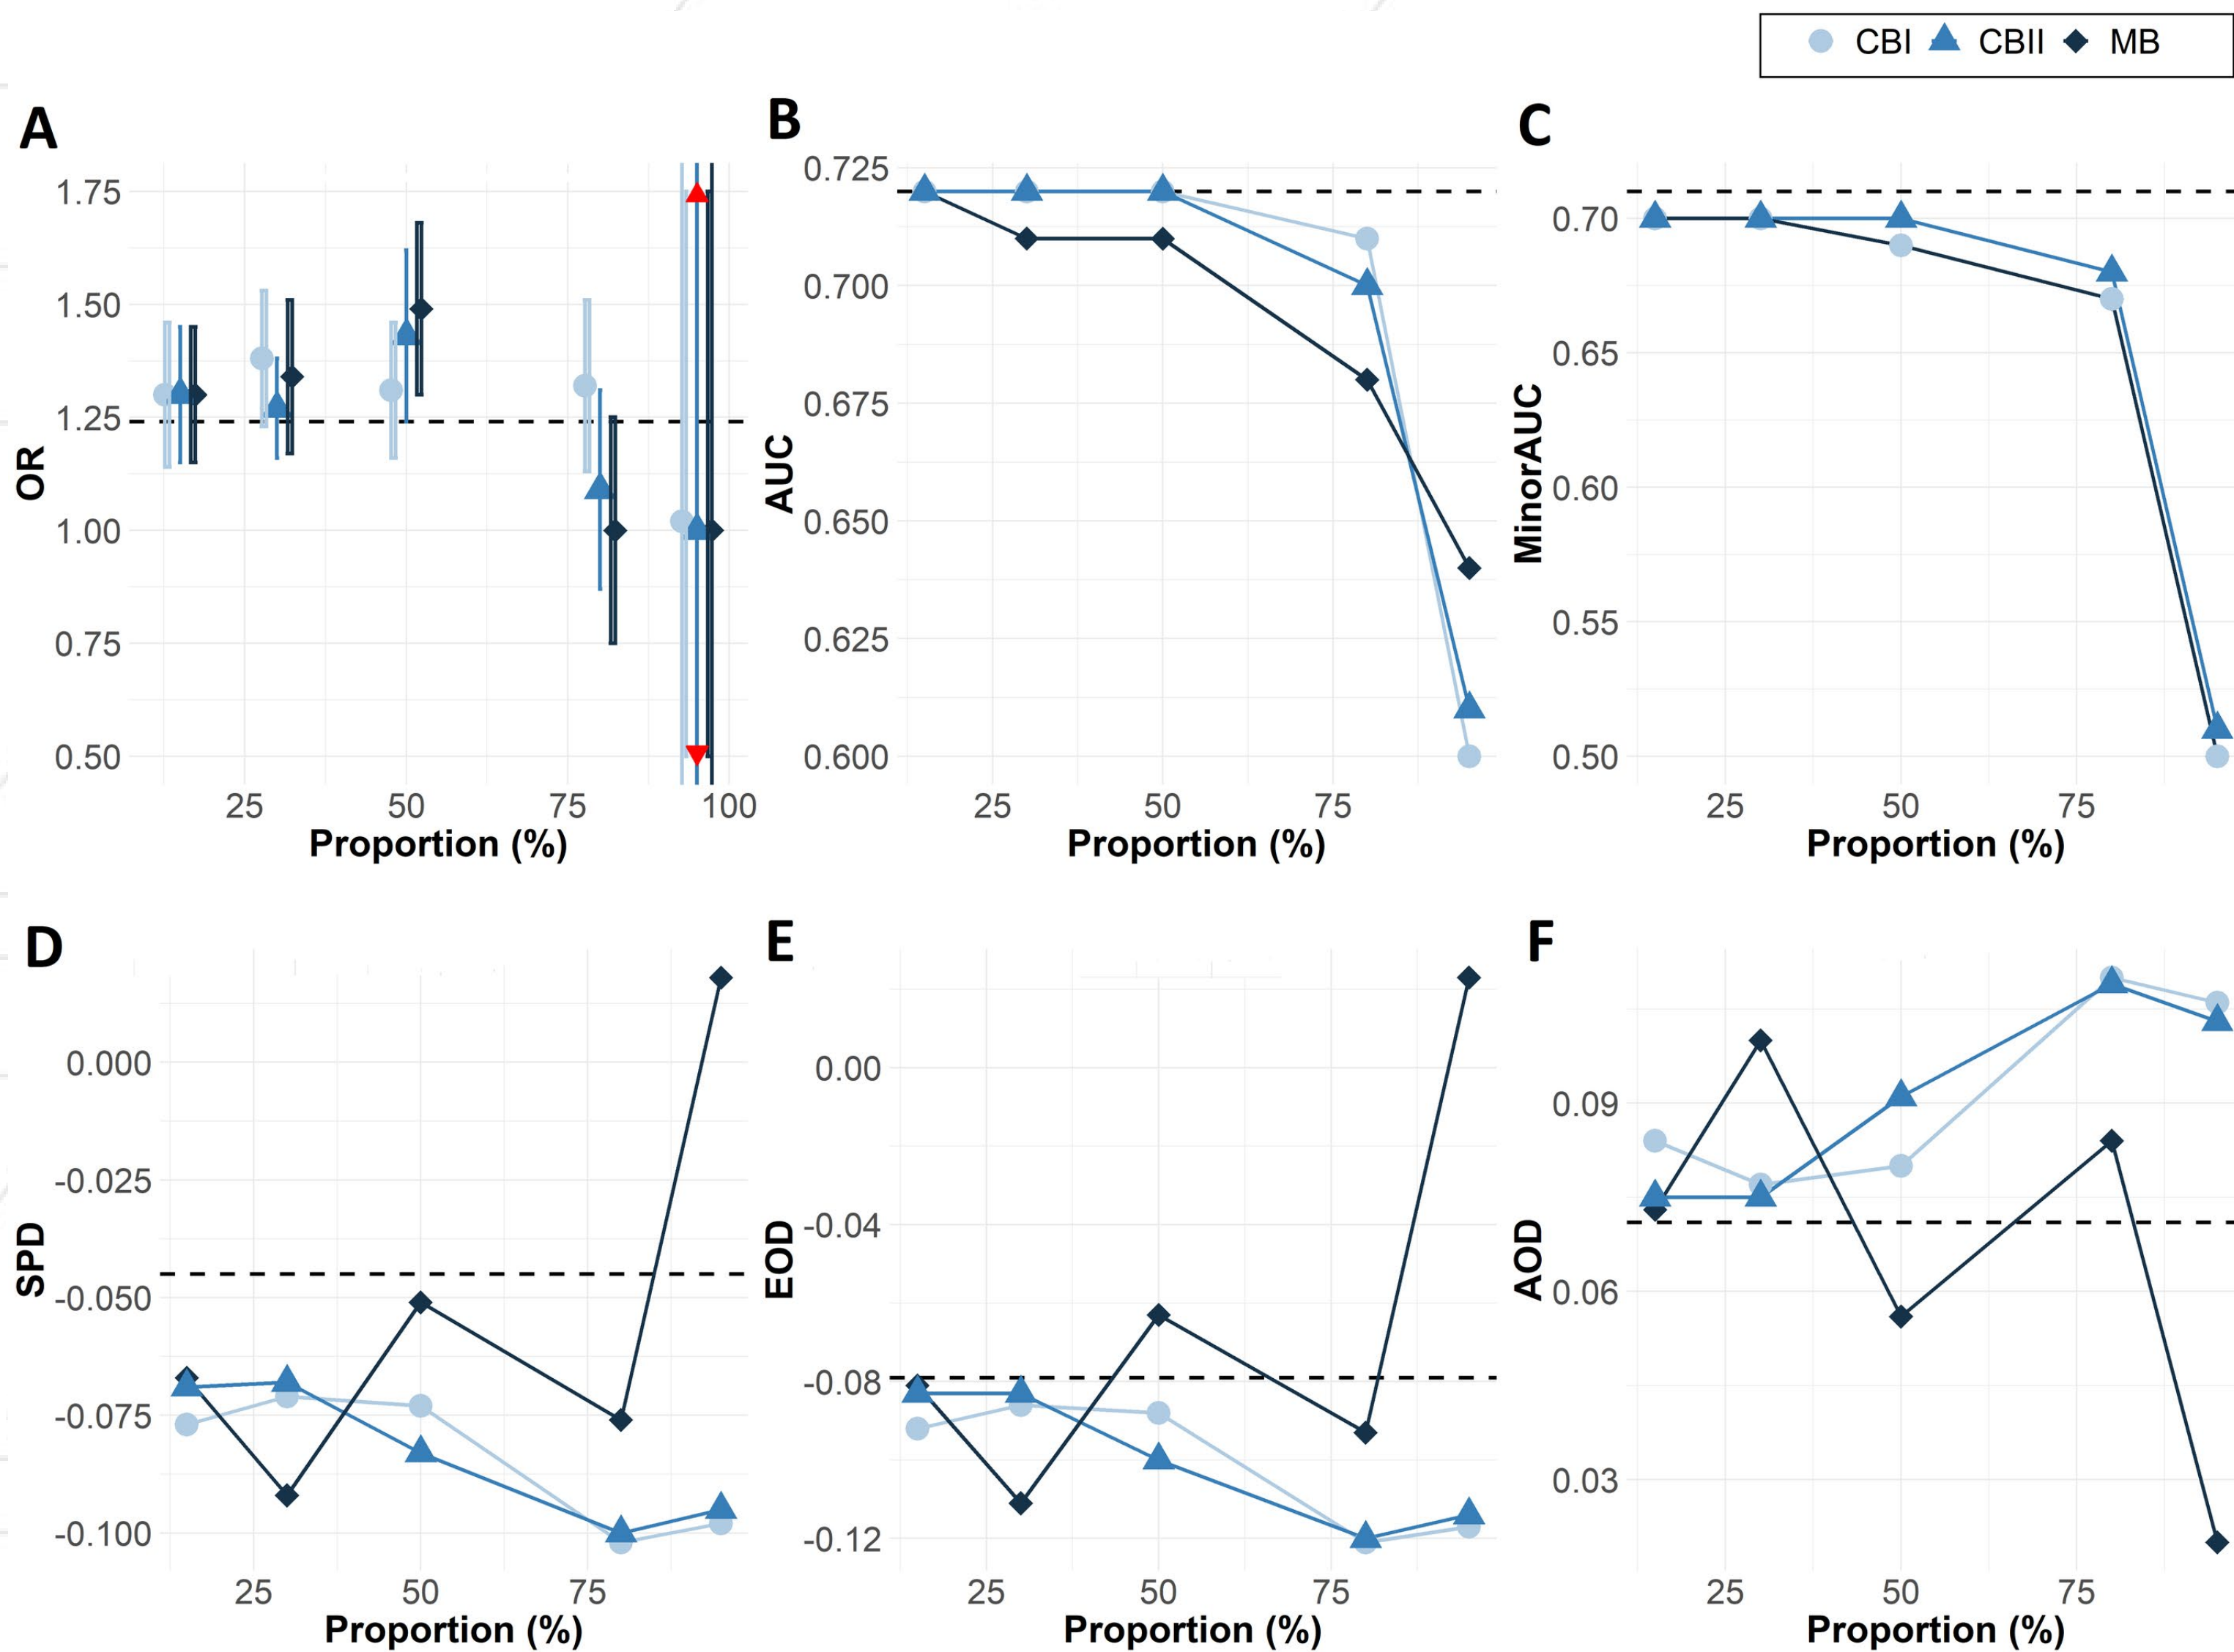 CBI CBII MB
A
1.75
1.50
1.25
1.00
0.75
0.50
OR
25 50 75 100
Proportion (%)
B
0.725
0.700
0.675
0.650
0.625
0.600
AUC
25 50 75
Proportion (%)
C
0.70
0.65
0.60
0.55
0.50
MinorAUC
25 50 75
Proportion (%)
D
0.000
-0.025
-0.050
-0.075
-0.100
SPD
25 50 75
Proportion (%)
E
0.00
-0.04
-0.08
-0.12
EOD
25 50 75
Proportion (%)
F
0.09
0.06
0.03
AOD
25 50 75
Proportion (%)